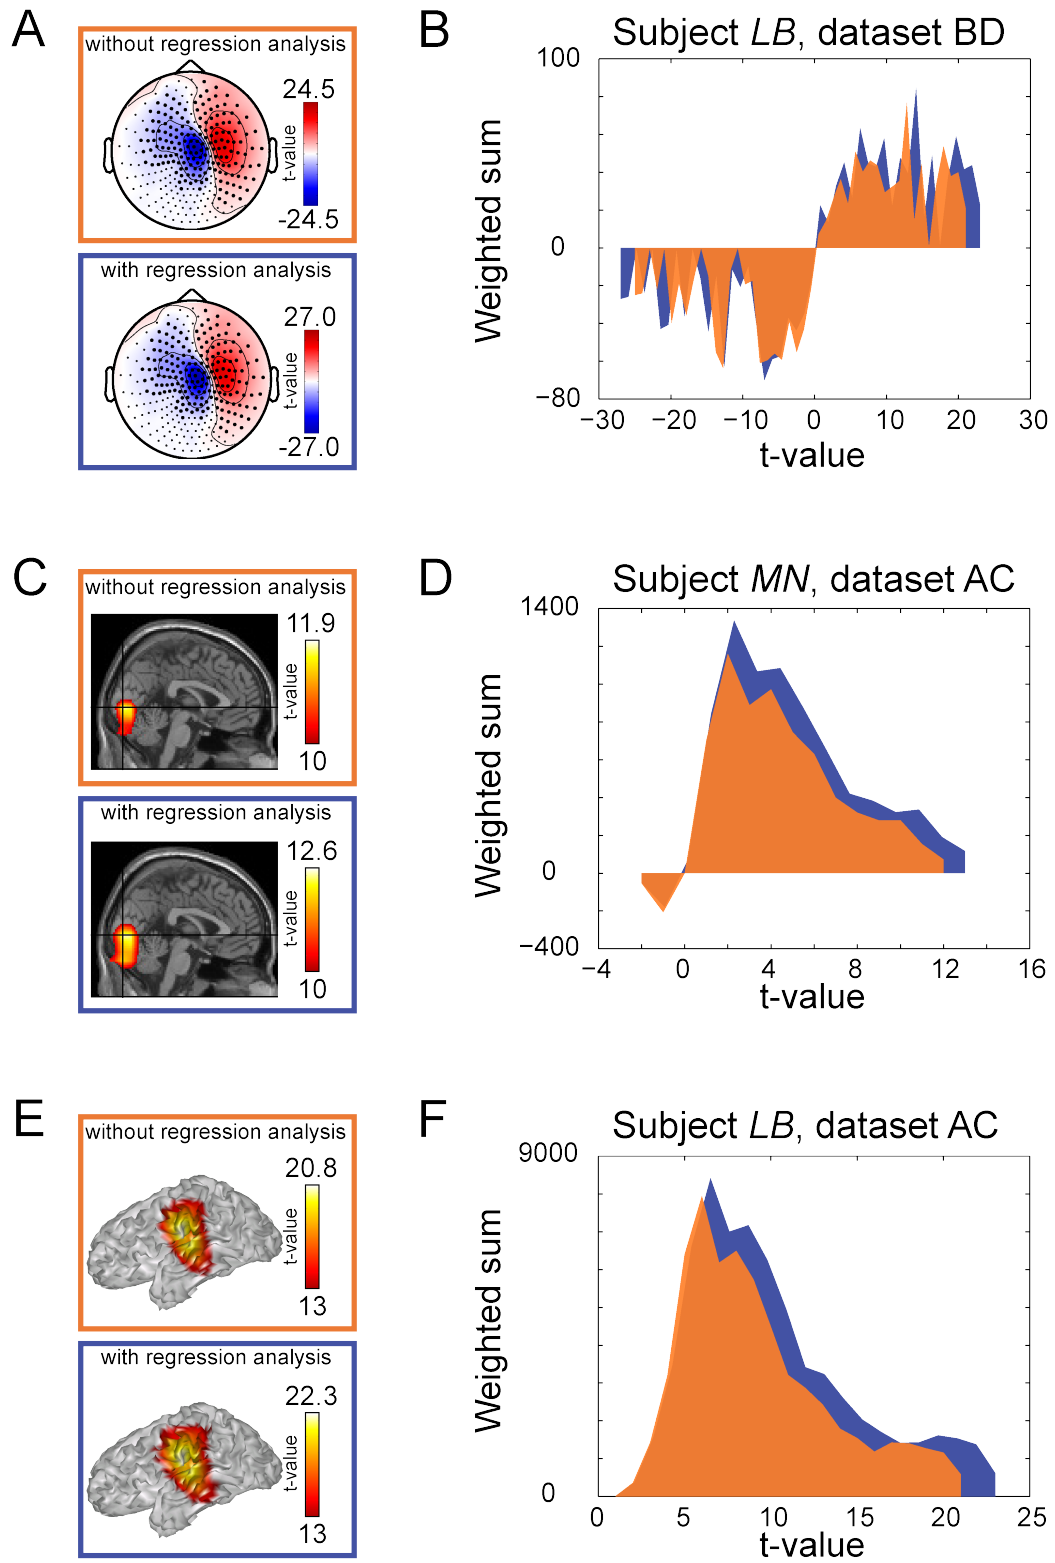 A
without regression analysis
24.5
t-value
-24.5
with regression analysis
27.0
t-value
-27.0
B
Subject LB, dataset BD
100
0
−80
Weighted sum
−30 −20 −10 0 10 20 30
t-value
C
without regression analysis
11.9
t-value
10
with regression analysis
12.6
t-value
10
D
Subject MN, dataset AC
1400
0
−400
Weighted sum
−4 0 4 8 12 16
t-value
E
without regression analysis
20.8
t-value
13
with regression analysis
22.3
t-value
13
F
Subject LB, dataset AC
9000
0
Weighted sum
0 5 10 15 20 25
t-value